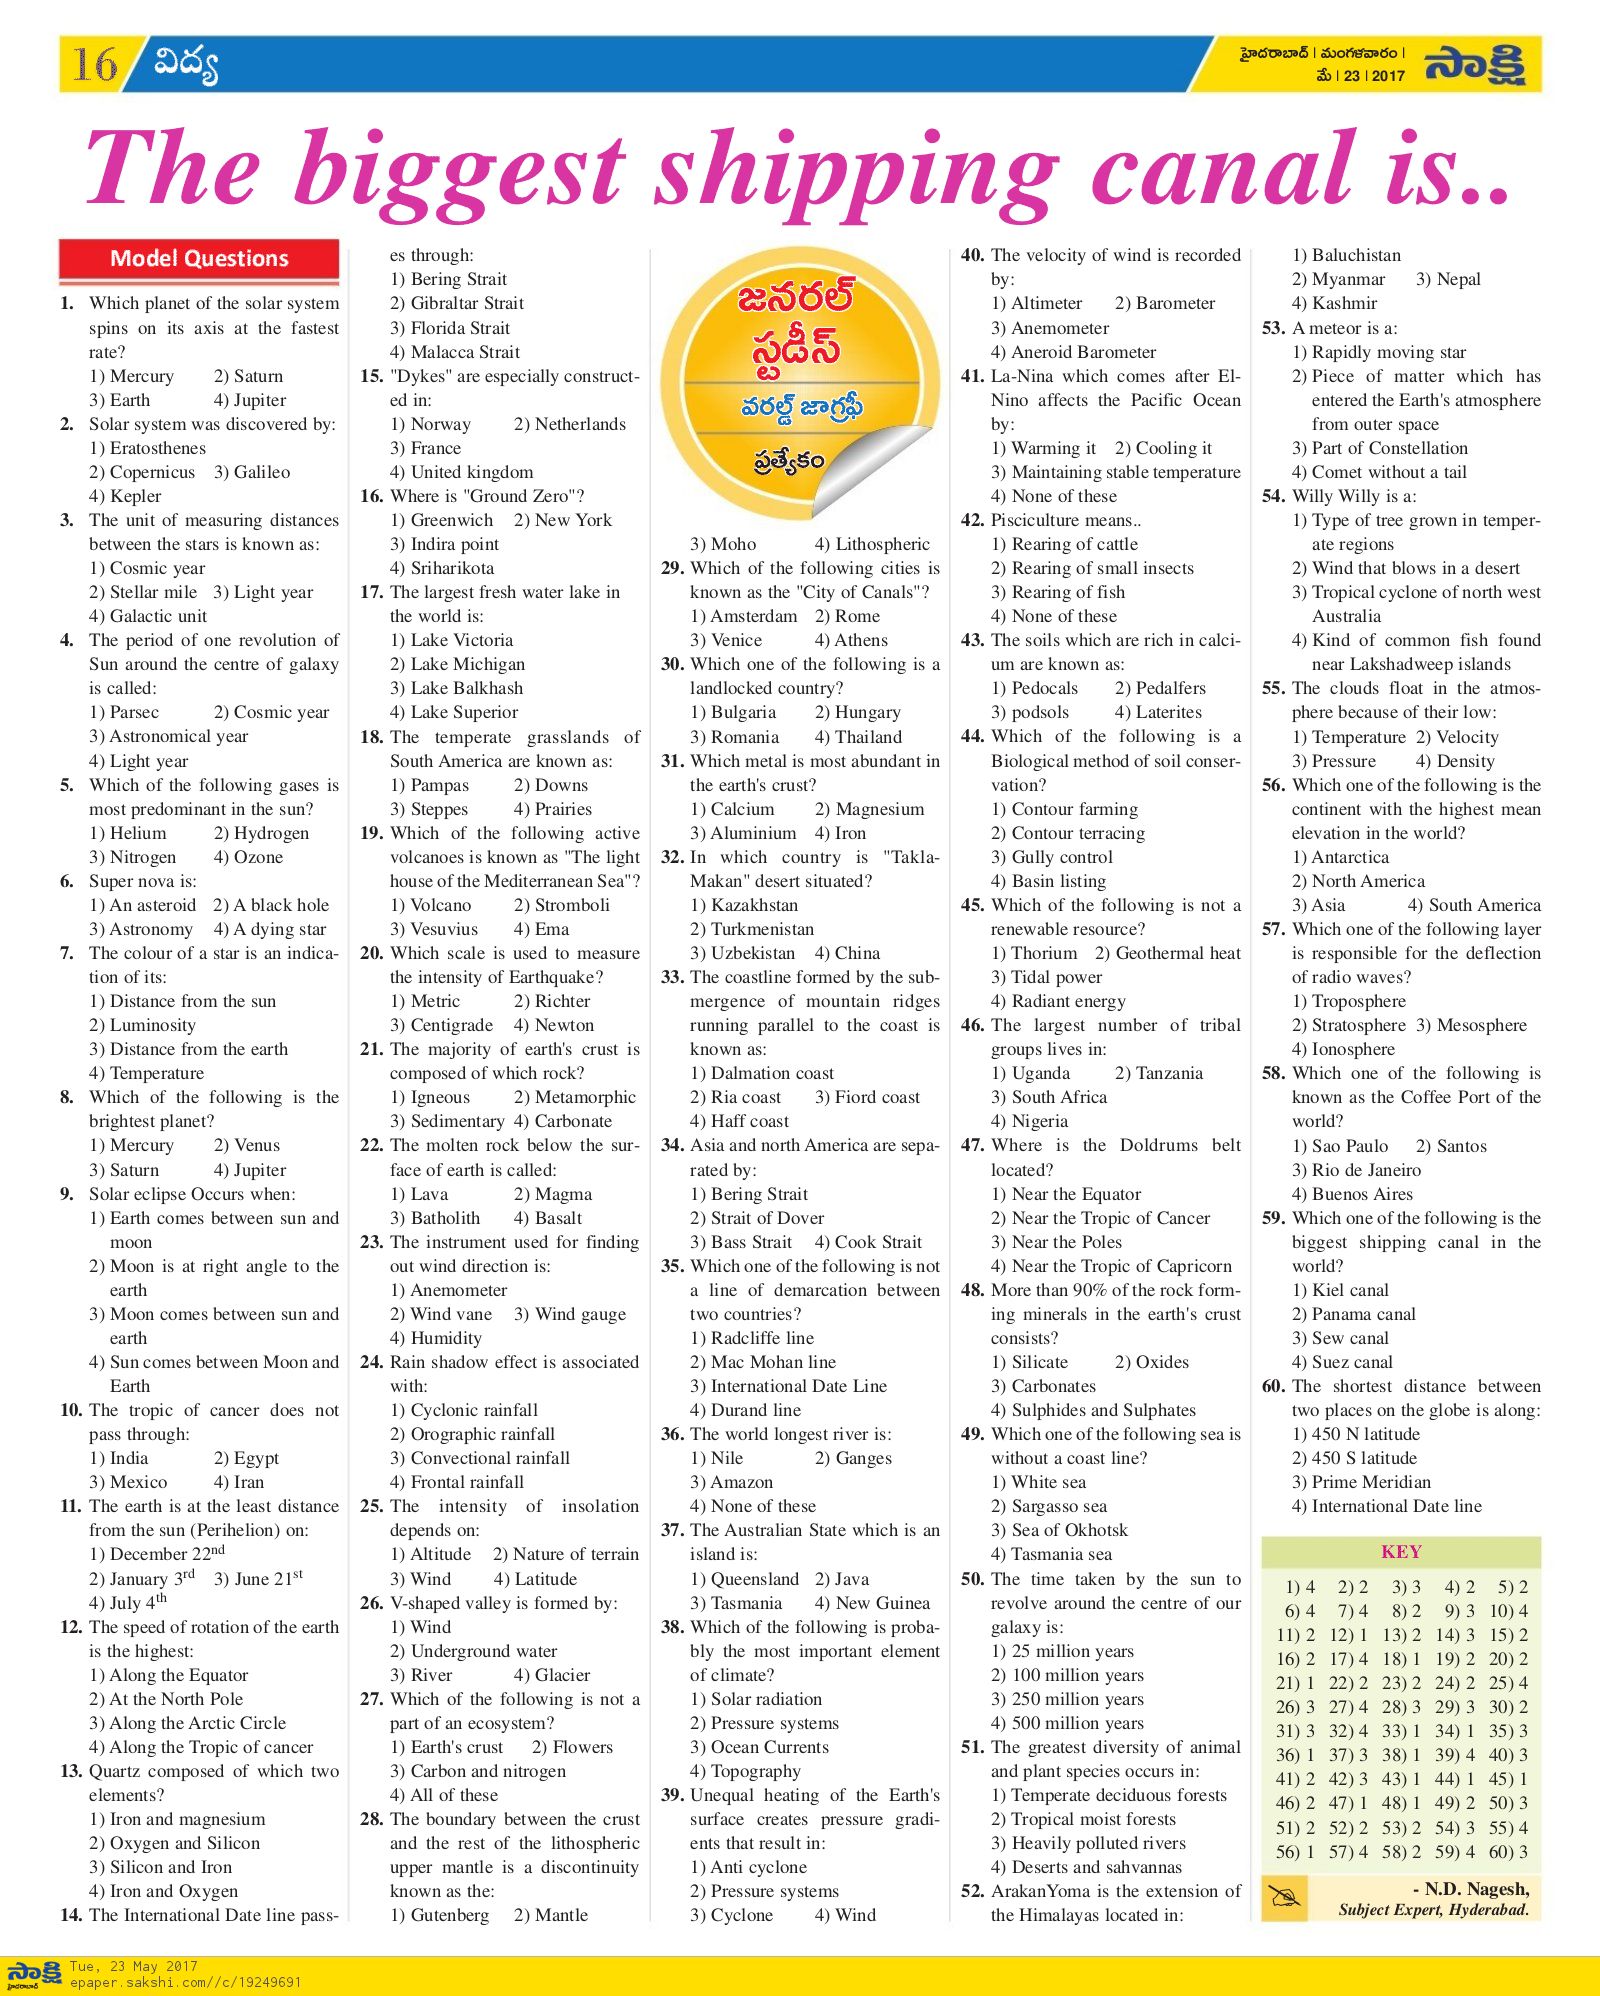 16 విద్య
హైదరాబాద్ | మంగళవారం |
మే | 23 | 2017
సాక్షి
The biggest shipping canal is..
Model Questions
1. Which planet of the solar system
spins on its axis at the fastest
rate?
1) Mercury 2) Saturn
3) Earth 4) Jupiter
2. Solar system was discovered by:
1) Eratosthenes
2) Copernicus 3) Galileo
4) Kepler
3. The unit of measuring distances
between the stars is known as:
1) Cosmic year
2) Stellar mile 3) Light year
4) Galactic unit
4. The period of one revolution of
Sun around the centre of galaxy
is called:
1) Parsec 2) Cosmic year
3) Astronomical year
4) Light year
5. Which of the following gases is
most predominant in the sun?
1) Helium 2) Hydrogen
3) Nitrogen 4) Ozone
6. Super nova is:
1) An asteroid 2) A black hole
3) Astronomy 4) A dying star
7. The colour of a star is an indica-
tion of its:
1) Distance from the sun
2) Luminosity
3) Distance from the earth
4) Temperature
8. Which of the following is the
brightest planet?
1) Mercury 2) Venus
3) Saturn 4) Jupiter
9. Solar eclipse Occurs when:
1) Earth comes between sun and
moon
2) Moon is at right angle to the
earth
3) Moon comes between sun and
earth
4) Sun comes between Moon and
Earth
10. The tropic of cancer does not
pass through:
1) India 2) Egypt
3) Mexico 4) Iran
11. The earth is at the least distance
from the sun (Perihelion) on:
1) December 22nd
2) January 3rd 3) June 21st
4) July 4th
12. The speed of rotation of the earth
is the highest:
1) Along the Equator
2) At the North Pole
3) Along the Arctic Circle
4) Along the Tropic of cancer
13. Quartz composed of which two
elements?
1) Iron and magnesium
2) Oxygen and Silicon
3) Silicon and Iron
4) Iron and Oxygen
14. The International Date line pass-
es through:
1) Bering Strait
2) Gibraltar Strait
3) Florida Strait
4) Malacca Strait
15. "Dykes" are especially construct-
ed in:
1) Norway 2) Netherlands
3) France
4) United kingdom
16. Where is "Ground Zero"?
1) Greenwich 2) New York
3) Indira point
4) Sriharikota
17. The largest fresh water lake in
the world is:
1) Lake Victoria
2) Lake Michigan
3) Lake Balkhash
4) Lake Superior
18. The temperate grasslands of
South America are known as:
1) Pampas 2) Downs
3) Steppes 4) Prairies
19. Which of the following active
volcanoes is known as "The light
house of the Mediterranean Sea"?
1) Volcano 2) Stromboli
3) Vesuvius 4) Ema
20. Which scale is used to measure
the intensity of Earthquake?
1) Metric 2) Richter
3) Centigrade 4) Newton
21. The majority of earth's crust is
composed of which rock?
1) Igneous 2) Metamorphic
3) Sedimentary 4) Carbonate
22. The molten rock below the sur-
face of earth is called:
1) Lava 2) Magma
3) Batholith 4) Basalt
23. The instrument used for finding
out wind direction is:
1) Anemometer
2) Wind vane 3) Wind gauge
4) Humidity
24. Rain shadow effect is associated
with:
1) Cyclonic rainfall
2) Orographic rainfall
3) Convectional rainfall
4) Frontal rainfall
25. The intensity of insolation
depends on:
1) Altitude 2) Nature of terrain
3) Wind 4) Latitude
26. V-shaped valley is formed by:
1) Wind
2) Underground water
3) River 4) Glacier
27. Which of the following is not a
part of an ecosystem?
1) Earth's crust 2) Flowers
3) Carbon and nitrogen
4) All of these
28. The boundary between the crust
and the rest of the lithospheric
upper mantle is a discontinuity
known as the:
1) Gutenberg 2) Mantle
జనరల్
స్టడీస్
వరల్డ్ జాగ్రఫీ
ప్రత్యేకం
3) Moho 4) Lithospheric
29. Which of the following cities is
known as the "City of Canals"?
1) Amsterdam 2) Rome
3) Venice 4) Athens
30. Which one of the following is a
landlocked country?
1) Bulgaria 2) Hungary
3) Romania 4) Thailand
31. Which metal is most abundant in
the earth's crust?
1) Calcium 2) Magnesium
3) Aluminium 4) Iron
32. In which country is "Takla-
Makan" desert situated?
1) Kazakhstan
2) Turkmenistan
3) Uzbekistan 4) China
33. The coastline formed by the sub-
mergence of mountain ridges
running parallel to the coast is
known as:
1) Dalmation coast
2) Ria coast 3) Fiord coast
4) Haff coast
34. Asia and north America are sepa-
rated by:
1) Bering Strait
2) Strait of Dover
3) Bass Strait 4) Cook Strait
35. Which one of the following is not
a line of demarcation between
two countries?
1) Radcliffe line
2) Mac Mohan line
3) International Date Line
4) Durand line
36. The world longest river is:
1) Nile 2) Ganges
3) Amazon
4) None of these
37. The Australian State which is an
island is:
1) Queensland 2) Java
3) Tasmania 4) New Guinea
38. Which of the following is proba-
bly the most important element
of climate?
1) Solar radiation
2) Pressure systems
3) Ocean Currents
4) Topography
39. Unequal heating of the Earth's
surface creates pressure gradi-
ents that result in:
1) Anti cyclone
2) Pressure systems
3) Cyclone 4) Wind
40. The velocity of wind is recorded
by:
1) Altimeter 2) Barometer
3) Anemometer
4) Aneroid Barometer
41. La-Nina which comes after El-
Nino affects the Pacific Ocean
by:
1) Warming it 2) Cooling it
3) Maintaining stable temperature
4) None of these
42. Pisciculture means..
1) Rearing of cattle
2) Rearing of small insects
3) Rearing of fish
4) None of these
43. The soils which are rich in calci-
um are known as:
1) Pedocals 2) Pedalfers
3) podsols 4) Laterites
44. Which of the following is a
Biological method of soil conser-
vation?
1) Contour farming
2) Contour terracing
3) Gully control
4) Basin listing
45. Which of the following is not a
renewable resource?
1) Thorium 2) Geothermal heat
3) Tidal power
4) Radiant energy
46. The largest number of tribal
groups lives in:
1) Uganda 2) Tanzania
3) South Africa
4) Nigeria
47. Where is the Doldrums belt
located?
1) Near the Equator
2) Near the Tropic of Cancer
3) Near the Poles
4) Near the Tropic of Capricorn
48. More than 90% of the rock form-
ing minerals in the earth's crust
consists?
1) Silicate 2) Oxides
3) Carbonates
4) Sulphides and Sulphates
49. Which one of the following sea is
without a coast line?
1) White sea
2) Sargasso sea
3) Sea of Okhotsk
4) Tasmania sea
50. The time taken by the sun to
revolve around the centre of our
galaxy is:
1) 25 million years
2) 100 million years
3) 250 million years
4) 500 million years
51. The greatest diversity of animal
and plant species occurs in:
1) Temperate deciduous forests
2) Tropical moist forests
3) Heavily polluted rivers
4) Deserts and sahvannas
52. ArakanYoma is the extension of
the Himalayas located in:
1) Baluchistan
2) Myanmar 3) Nepal
4) Kashmir
53. A meteor is a:
1) Rapidly moving star
2) Piece of matter which has
entered the Earth's atmosphere
from outer space
3) Part of Constellation
4) Comet without a tail
54. Willy Willy is a:
1) Type of tree grown in temper-
ate regions
2) Wind that blows in a desert
3) Tropical cyclone of north west
Australia
4) Kind of common fish found
near Lakshadweep islands
55. The clouds float in the atmos-
phere because of their low:
1) Temperature 2) Velocity
3) Pressure 4) Density
56. Which one of the following is the
continent with the highest mean
elevation in the world?
1) Antarctica
2) North America
3) Asia 4) South America
57. Which one of the following layer
is responsible for the deflection
of radio waves?
1) Troposphere
2) Stratosphere 3) Mesosphere
4) Ionosphere
58. Which one of the following is
known as the Coffee Port of the
world?
1) Sao Paulo 2) Santos
3) Rio de Janeiro
4) Buenos Aires
59. Which one of the following is the
biggest shipping canal in the
world?
1) Kiel canal
2) Panama canal
3) Sew canal
4) Suez canal
60. The shortest distance between
two places on the globe is along:
1) 450 N latitude
2) 450 S latitude
3) Prime Meridian
4) International Date line
KEY
1) 4 2) 2 3) 3 4) 2 5) 2
6) 4 7) 4 8) 2 9) 3 10) 4
11) 2 12) 1 13) 2 14) 3 15) 2
16) 2 17) 4 18) 1 19) 2 20) 2
21) 1 22) 2 23) 2 24) 2 25) 4
26) 3 27) 4 28) 3 29) 3 30) 2
31) 3 32) 4 33) 1 34) 1 35) 3
36) 1 37) 3 38) 1 39) 4 40) 3
41) 2 42) 3 43) 1 44) 1 45) 1
46) 2 47) 1 48) 1 49) 2 50) 3
51) 2 52) 2 53) 2 54) 3 55) 4
56) 1 57) 4 58) 2 59) 4 60) 3
- N.D. Nagesh,
Subject Expert, Hyderabad.
సాక్షి
హైదరాబాద్
Tue, 23 May 2017
epaper.sakshi.com//c/19249691